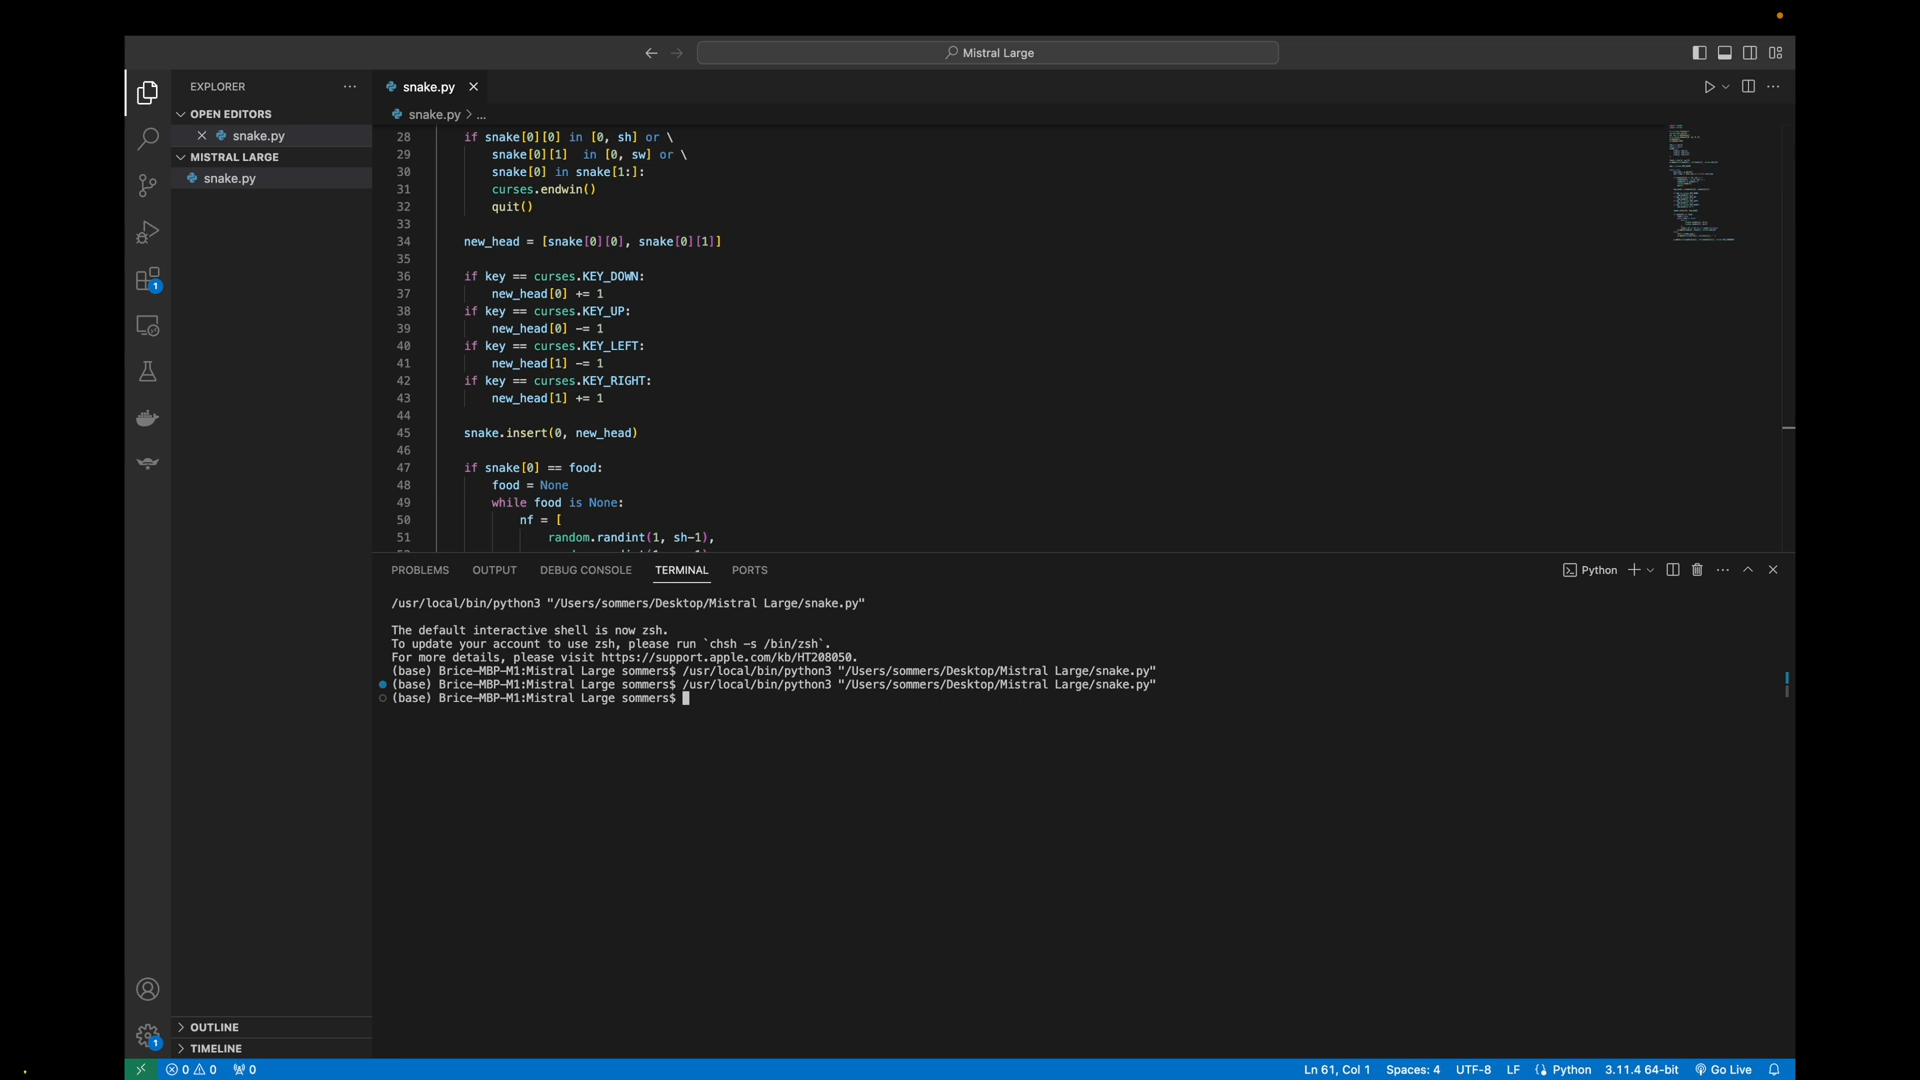 Mistral Large
EXPLORER
OPEN EDITORS
snake.py
MISTRAL LARGE
snake.py
OUTLINE
TIMELINE
snake.py
snake.py > ...
28 if snake[0][0] in [0, sh] or \
29 snake[0][1]  in [0, sw] or \
30 snake[0] in snake[1:]:
31 curses.endwin()
32 quit()
33
34 new_head = [snake[0][0], snake[0][1]]
35
36 if key == curses.KEY_DOWN:
37 new_head[0] += 1
38 if key == curses.KEY_UP:
39 new_head[0] -= 1
40 if key == curses.KEY_LEFT:
41 new_head[1] -= 1
42 if key == curses.KEY_RIGHT:
43 new_head[1] += 1
44
45 snake.insert(0, new_head)
46
47 if snake[0] == food:
48 food = None
49 while food is None:
50 nf = [
51 random.randint(1, sh-1),
PROBLEMS OUTPUT DEBUG CONSOLE TERMINAL PORTS Python
/usr/local/bin/python3 "/Users/sommers/Desktop/Mistral Large/snake.py"
The default interactive shell is now zsh.
To update your account to use zsh, please run `chsh -s /bin/zsh`.
For more details, please visit https://support.apple.com/kb/HT208050.
(base) Brice-MBP-M1:Mistral Large sommers$ /usr/local/bin/python3 "/Users/sommers/Desktop/Mistral Large/snake.py"
(base) Brice-MBP-M1:Mistral Large sommers$ /usr/local/bin/python3 "/Users/sommers/Desktop/Mistral Large/snake.py"
(base) Brice-MBP-M1:Mistral Large sommers$
1
1
0 0 0 Ln 61, Col 1 Spaces: 4 UTF-8 LF Python 3.11.4 64-bit Go Live